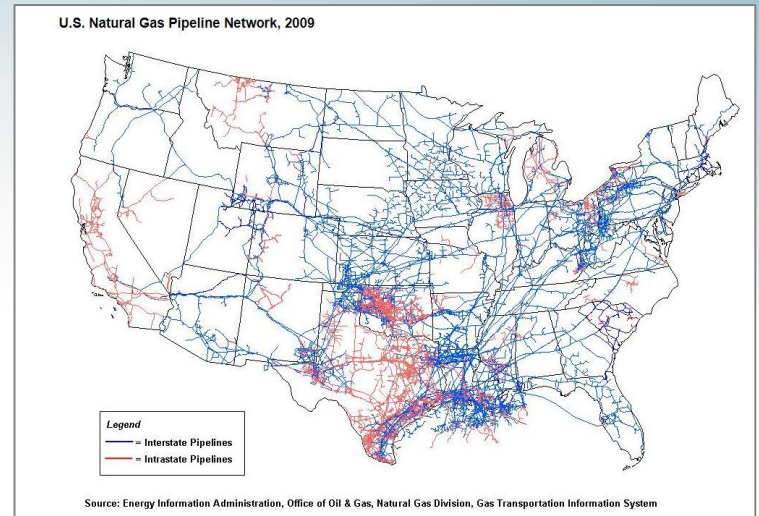 U.S. Natural Gas Pipeline Network, 2009
Legend
= Interstate Pipelines
= Intrastate Pipelines
Source: Energy Information Administration, Office of Oil & Gas, Natural Gas Division, Gas Transportation Information System